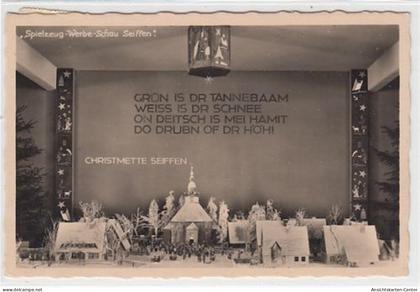 „Spielzeug-Werbe-Schau Seiffen“
GRÜN IS DR TANNEBAAM
WEISS IS DR SCHNEE
ON DEITSCH IS MEI HAMIT
DO DRUBN OF DR HÖH!
CHRISTMETTE SEIFFEN
(c) Ansichtskarten-Center.de